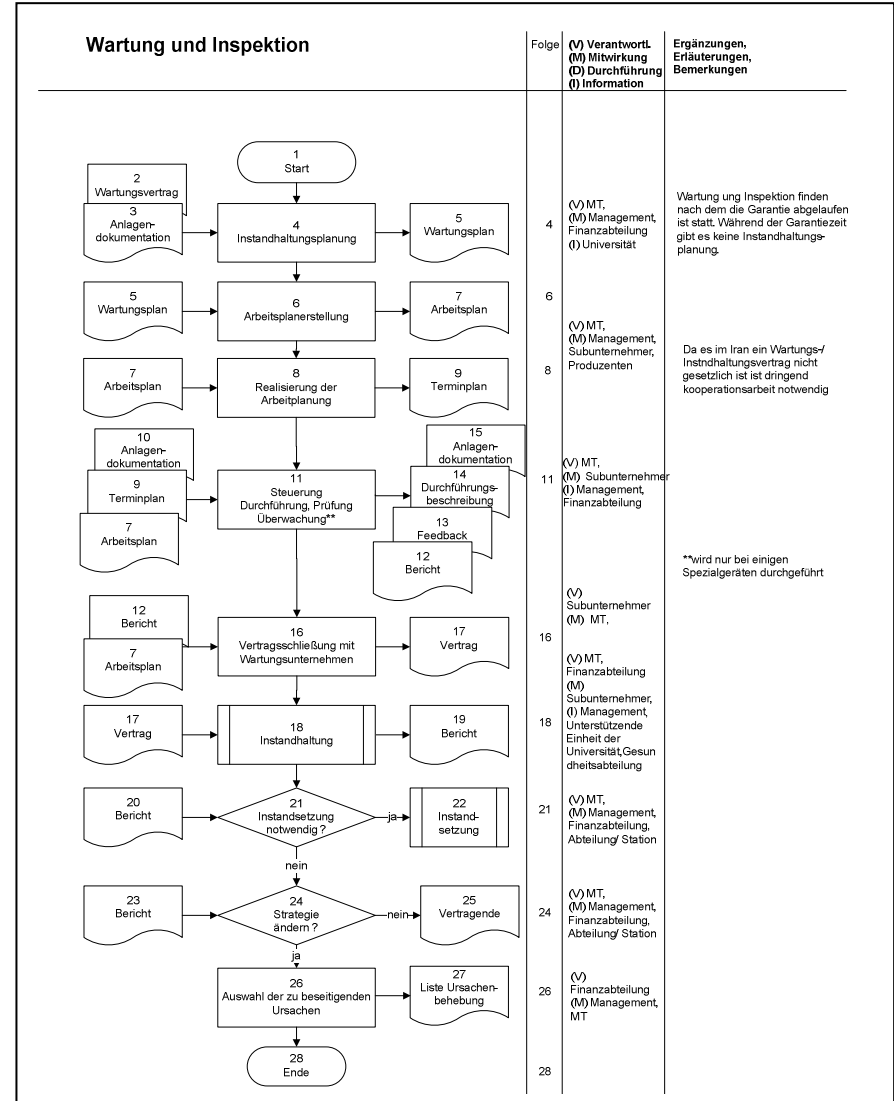 Wartung und Inspektion
Folge
(V) Verantwortl.
(M) Mitwirkung
(D) Durchführung
(I) Information
Ergänzungen,
Erläuterungen,
Bemerkungen
1
Start
2
Wartungsvertrag
3
Anlagen-
dokumentation
4
Instandhaltungsplanung
5
Wartungsplan
4
(V) MT,
(M) Management,
Finanzabteilung
(I) Universität
Wartung ung Inspektion finden
nach dem die Garantie abgelaufen
ist statt. Während der Garantiezeit
gibt es keine Instandhaltungs-
planung.
5
Wartungsplan
6
Arbeitsplanerstellung
7
Arbeitsplan
6
(V) MT,
(M) Management,
Subunternehmer,
Produzenten
7
Arbeitsplan
8
Realisierung der
Arbeitplanung
9
Terminplan
8
Da es im Iran ein Wartungs-/
Instndhaltungsvertrag nicht
gesetzlich ist ist dringend
kooperationsarbeit notwendig
10
Anlagen-
dokumentation
9
Terminplan
7
Arbeitsplan
11
Steuerung
Durchführung, Prüfung
Überwachung**
15
Anlagen-
dokumentation
14
Durchführungs-
beschreibung
13
Feedback
12
Bericht
11
(V) MT,
(M) Subunternehmer
(I) Management,
Finanzabteilung
**wird nur bei einigen
Spezialgeräten durchgeführt
12
Bericht
7
Arbeitsplan
16
Vertragsschließung mit
Wartungsunternehmen
17
Vertrag
16
(V)
Subunternehmer
(M) MT,
17
Vertrag
18
Instandhaltung
19
Bericht
18
(V) MT,
Finanzabteilung
(M)
Subunternehmer,
(I) Management,
Unterstützende
Einheit der
Universität,Gesun
dheitsabteilung
20
Bericht
21
Instandsetzung
notwendig ?
ja
22
Instand-
setzung
21
(V) MT,
(M) Management,
Finanzabteilung,
Abteilung/ Station
nein
23
Bericht
24
Strategie
ändern ?
nein
25
Vertragende
24
(V) MT,
(M) Management,
Finanzabteilung,
Abteilung/ Station
ja
26
Auswahl der zu beseitigenden
Ursachen
27
Liste Ursachen-
behebung
26
(V)
Finanzabteilung
(M) Management,
MT
28
Ende
28